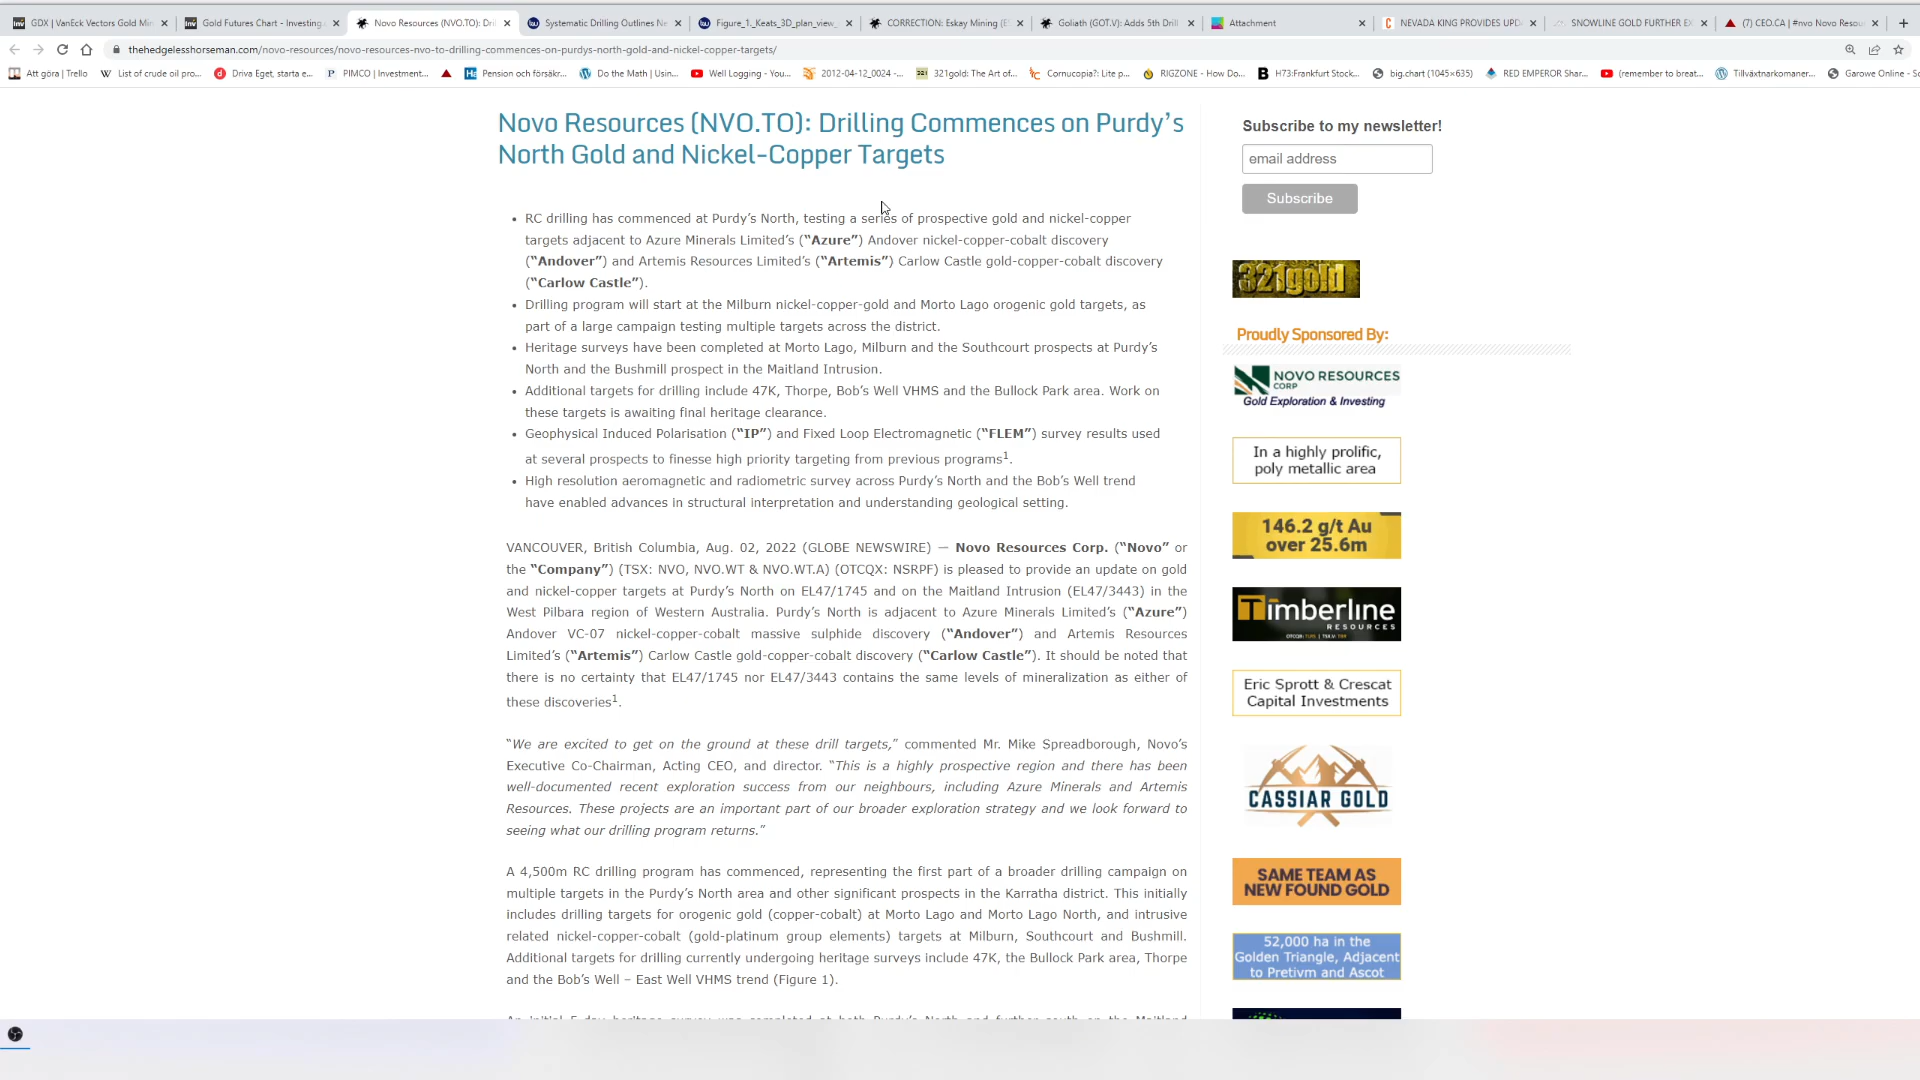 GDX | VanEck Vectors Gold Min
Gold Futures Chart - Investing.
Novo Resources (NVO.TO): Dri
Systematic Drilling Outlines Ne
Figure_1._Keats_3D_plan_view_
CORRECTION: Eskay Mining (ES
Goliath (GOT.V): Adds 5th Drill
Attachment
NEVADA KING PROVIDES UPD
SNOWLINE GOLD FURTHER EX
(7) CEO.CA | #nvo Novo Resou
thehedgelesshorseman.com/novo-resources/novo-resources-nvo-to-drilling-commences-on-purdys-north-gold-and-nickel-copper-targets/
Att göra | Trello
List of crude oil pro...
Driva Eget, starta e...
PIMCO | Investment...
Pension och försäkr...
Do the Math | Usin...
Well Logging - You...
2012-04-12_0024 -...
321gold: The Art of...
Cornucopia?: Lite p...
RIGZONE - How Do...
H73:Frankfurt Stock...
big.chart (1045×635)
RED EMPEROR Shar...
(remember to breat...
Tillväxtnarkomaner...
Garowe Online - So
Novo Resources (NVO.TO): Drilling Commences on Purdy’s
North Gold and Nickel-Copper Targets
• RC drilling has commenced at Purdy’s North, testing a series of prospective gold and nickel-copper
targets adjacent to Azure Minerals Limited’s (“Azure”) Andover nickel-copper-cobalt discovery
(“Andover”) and Artemis Resources Limited’s (“Artemis”) Carlow Castle gold-copper-cobalt discovery
(“Carlow Castle”).
• Drilling program will start at the Milburn nickel-copper-gold and Morto Lago orogenic gold targets, as
part of a large campaign testing multiple targets across the district.
• Heritage surveys have been completed at Morto Lago, Milburn and the Southcourt prospects at Purdy’s
North and the Bushmill prospect in the Maitland Intrusion.
• Additional targets for drilling include 47K, Thorpe, Bob’s Well VHMS and the Bullock Park area. Work on
these targets is awaiting final heritage clearance.
• Geophysical Induced Polarisation (“IP”) and Fixed Loop Electromagnetic (“FLEM”) survey results used
at several prospects to finesse high priority targeting from previous programs1.
• High resolution aeromagnetic and radiometric survey across Purdy’s North and the Bob’s Well trend
have enabled advances in structural interpretation and understanding geological setting.
VANCOUVER, British Columbia, Aug. 02, 2022 (GLOBE NEWSWIRE) — Novo Resources Corp. (“Novo” or
the “Company”) (TSX: NVO, NVO.WT & NVO.WT.A) (OTCQX: NSRPF) is pleased to provide an update on gold
and nickel-copper targets at Purdy’s North on EL47/1745 and on the Maitland Intrusion (EL47/3443) in the
West Pilbara region of Western Australia. Purdy’s North is adjacent to Azure Minerals Limited’s (“Azure”)
Andover VC-07 nickel-copper-cobalt massive sulphide discovery (“Andover”) and Artemis Resources
Limited’s (“Artemis”) Carlow Castle gold-copper-cobalt discovery (“Carlow Castle”). It should be noted that
there is no certainty that EL47/1745 nor EL47/3443 contains the same levels of mineralization as either of
these discoveries1.
“We are excited to get on the ground at these drill targets,” commented Mr. Mike Spreadborough, Novo’s
Executive Co-Chairman, Acting CEO, and director. “This is a highly prospective region and there has been
well-documented recent exploration success from our neighbours, including Azure Minerals and Artemis
Resources. These projects are an important part of our broader exploration strategy and we look forward to
seeing what our drilling program returns.”
A 4,500m RC drilling program has commenced, representing the first part of a broader drilling campaign on
multiple targets in the Purdy’s North area and other significant prospects in the Karratha district. This initially
includes drilling targets for orogenic gold (copper-cobalt) at Morto Lago and Morto Lago North, and intrusive
related nickel-copper-cobalt (gold-platinum group elements) targets at Milburn, Southcourt and Bushmill.
Additional targets for drilling currently undergoing heritage surveys include 47K, the Bullock Park area, Thorpe
and the Bob’s Well – East Well VHMS trend (Figure 1).
Subscribe to my newsletter!
email address
Subscribe
321gold
Proudly Sponsored By:
NOVO RESOURCES
CORP
Gold Exploration & Investing
In a highly prolific,
poly metallic area
146.2 g/t Au
over 25.6m
Timberline
RESOURCES
Eric Sprott & Crescat
Capital Investments
CASSIAR GOLD
SAME TEAM AS
NEW FOUND GOLD
52,000 ha in the
Golden Triangle, Adjacent
to Pretivm and Ascot